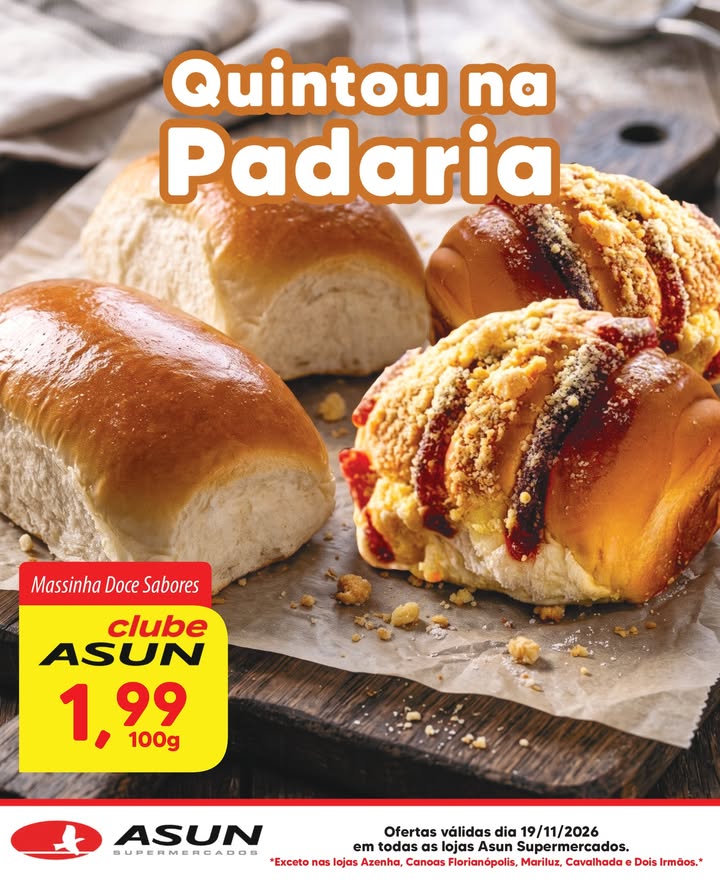 Quintou na
Padaria
Massinha Doce Sabores
clube
ASUN
1,99
100g
ASUN
SUPERMERCADOS
Ofertas válidas dia 19/11/2026
em todas as lojas Asun Supermercados.
*Exceto nas lojas Azenha, Canoas Florianópolis, Mariluz, Cavalhada e Dois Irmãos.*